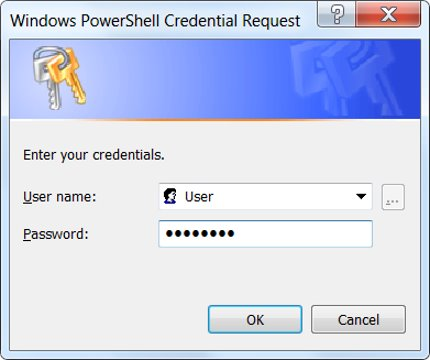 Windows PowerShell Credential Request
Enter your credentials.
User name: User ...
Password: ●●●●●●●●
OK Cancel